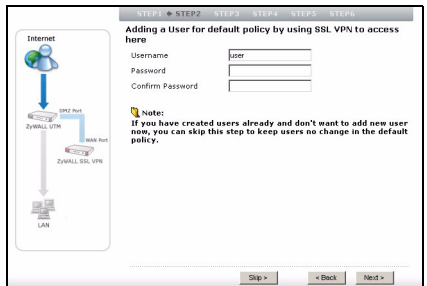 STEP1 STEP2 STEP3 STEP4 STEP5 STEP6
Adding a User for default policy by using SSL VPN to access
here
Username user
Password
Confirm Password
Note:
If you have created users already and don't want to add new user
now, you can skip this step to keep users no change in the default
policy.
Internet
DMZ Port
ZyWALL UTM
WAN Port
ZyWALL SSL VPN
LAN
Skip >
< Back
Next >